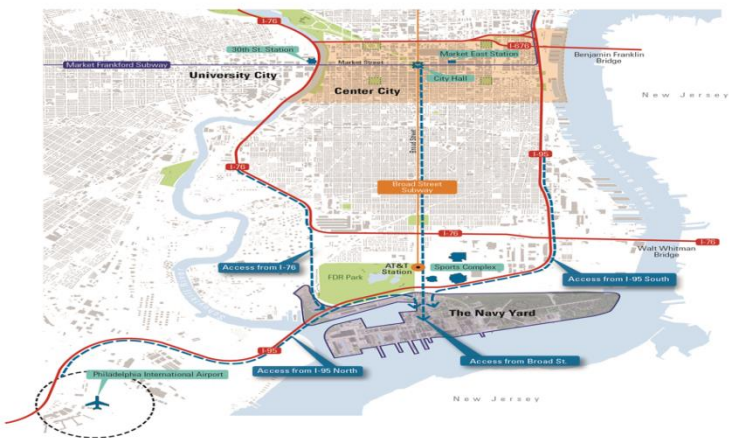 I-76
I-676
30th St. Station
Market East Station
Benjamin Franklin
Bridge
Market Frankford Subway
Market Street
University City
City Hall
Center City
New Jersey
Broad Street
I-95
I-76
Broad Street
Subway
I-76
I-76
Walt Whitman
Bridge
AT&T
Station
Access from I-76
Sports Complex
FDR Park
Access from I-95 South
The Navy Yard
I-95
Access from Broad St.
Access from I-95 North
Philadelphia International Airport
New Jersey